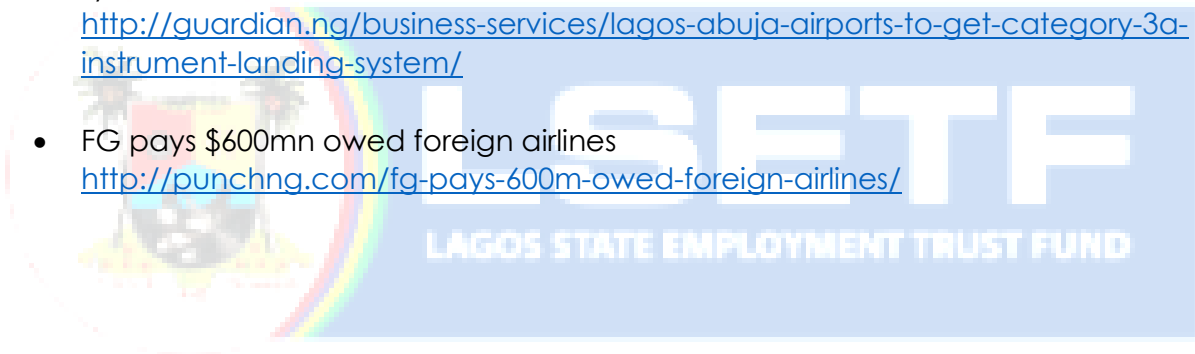 http://guardian.ng/business-services/lagos-abuja-airports-to-get-category-3a-
instrument-landing-system/
• FG pays $600mn owed foreign airlines
http://punchng.com/fg-pays-600m-owed-foreign-airlines/
LSETF
LAGOS STATE EMPLOYMENT TRUST FUND